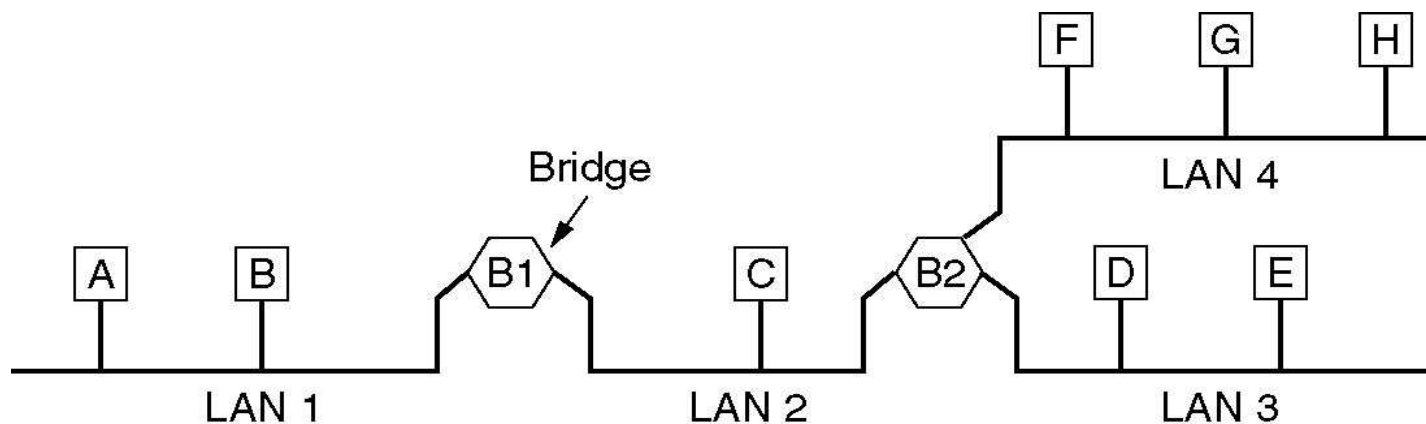 F G H
LAN 4
Bridge
A B B1 C B2 D E
LAN 1 LAN 2 LAN 3